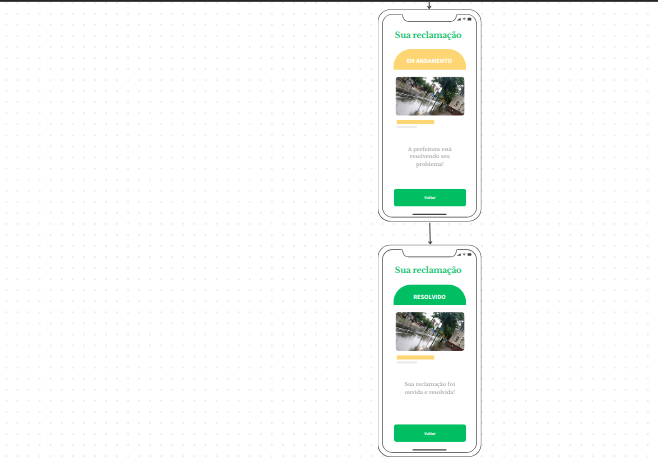 Sua reclamação
EM ANDAMENTO
A prefeitura está
resolvendo seu
problema!
Voltar
Sua reclamação
RESOLVIDO
Sua reclamação foi
ouvida e resolvida!
Voltar